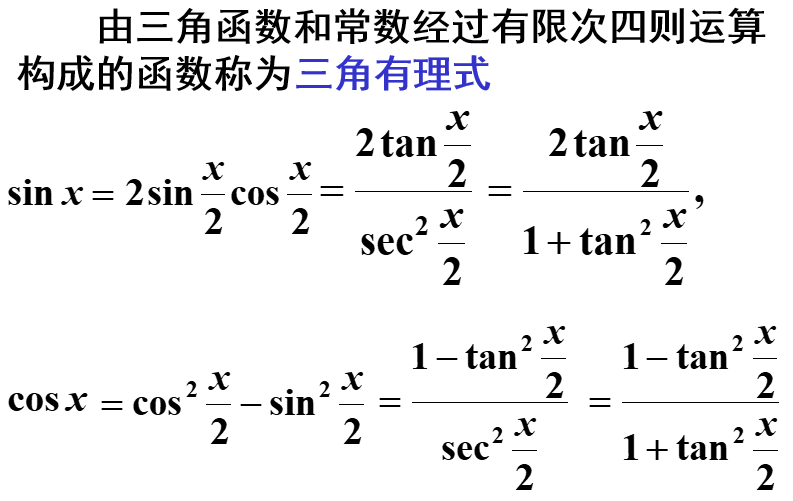 由三角函数和常数经过有限次四则运算
构成的函数称为三角有理式
$\sin x = 2\sin\frac{x}{2}\cos\frac{x}{2} = \frac{2\tan\frac{x}{2}}{\sec^2\frac{x}{2}} = \frac{2\tan\frac{x}{2}}{1+\tan^2\frac{x}{2}},$
$\cos x = \cos^2\frac{x}{2} - \sin^2\frac{x}{2} = \frac{1-\tan^2\frac{x}{2}}{\sec^2\frac{x}{2}} = \frac{1-\tan^2\frac{x}{2}}{1+\tan^2\frac{x}{2}}$